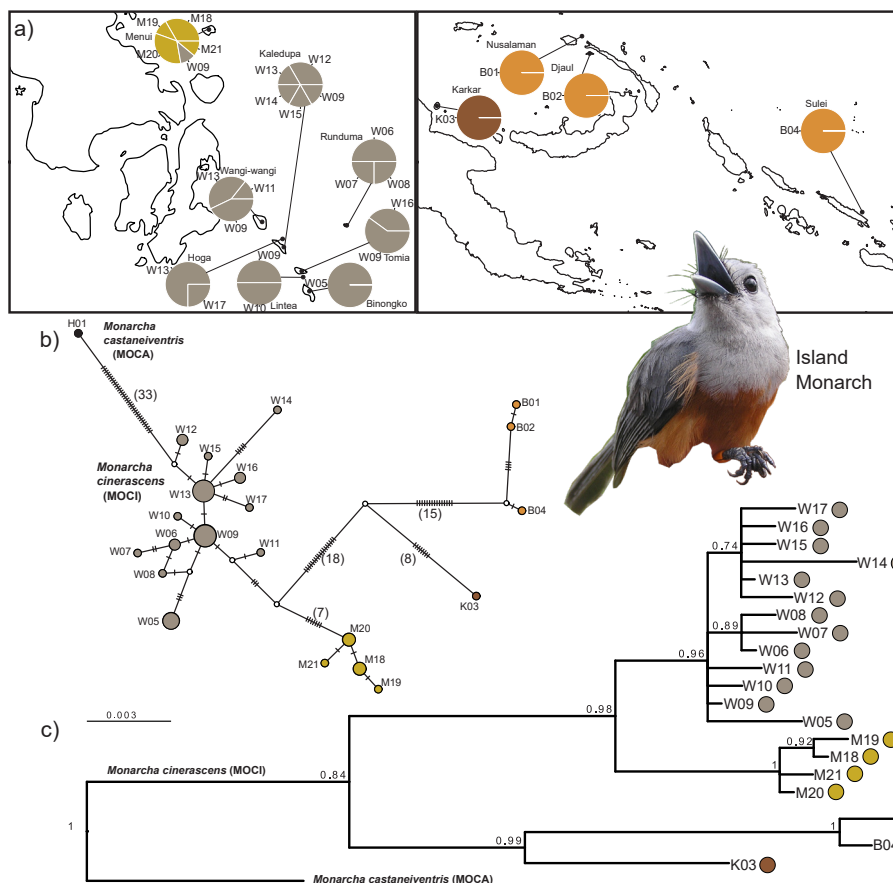 a)
M19
M18
Menui
M20
M21
W09
Kaledupa
W12
W13
W09
W14
W15
Runduma
W06
W07
W08
Wangi-wangi
W13
W11
W09
W16
W09
Tomia
Hoga
W13
W17
W09
W10
Lintea
W05
Binongko
Nusalaman
B01
Djaul
B02
Karkar
K03
Sulei
B04
b)
H01
Monarcha
castaneiventris
(MOCA)
(33)
W14
W12
W15
W16
Monarcha
cinerascens
(MOCI)
W13
W17
W10
W09
W06
W07
W11
W08
W05
(18)
(15)
(8)
(7)
B01
B02
B04
K03
M20
M21
M18
M19
Island
Monarch
0.003
c)
W17
W16
W15
0.74
W14
W13
W12
W08
0.89
W07
W06
0.96
W11
W10
W09
W05
0.98
M19
0.92
M18
1
M21
M20
Monarcha cinerascens (MOCI)
0.84
1
1
B04
0.99
K03
Monarcha castaneiventris (MOCA)